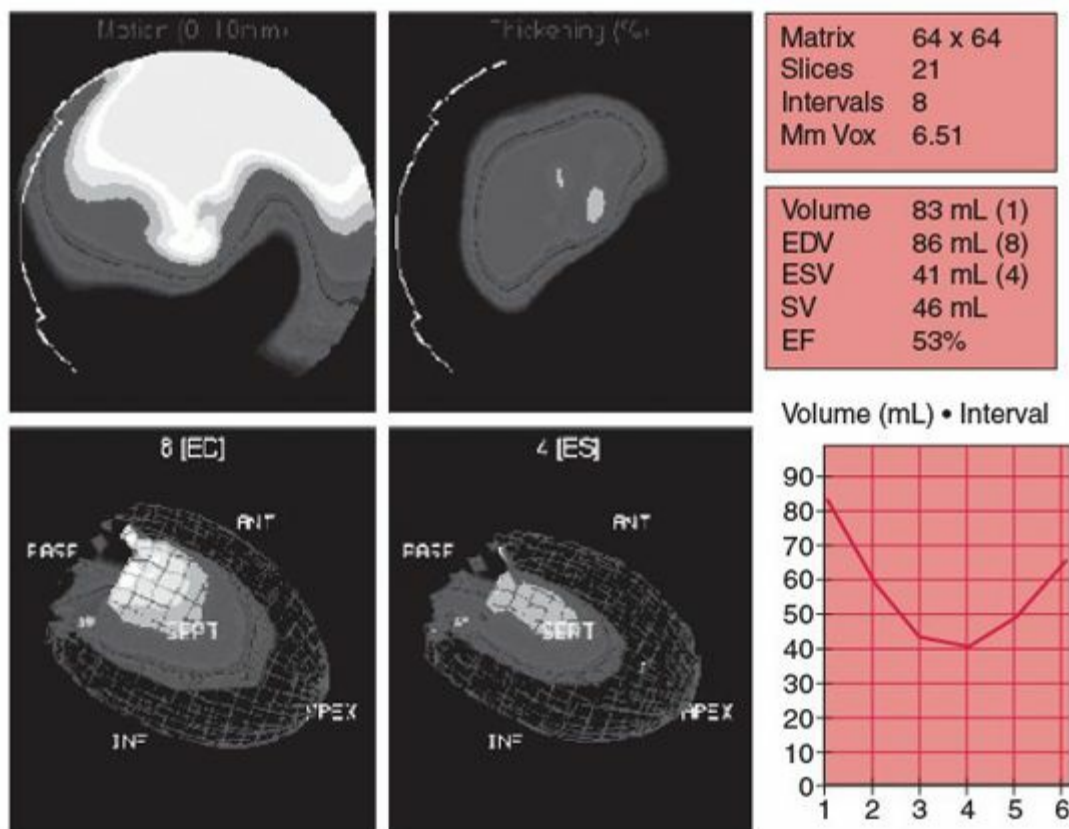 Motion (0 10mm)
Thickening (%)
Matrix 64 x 64
Slices 21
Intervals 8
Mm Vox 6.51
Volume 83 mL (1)
EDV 86 mL (8)
ESV 41 mL (4)
SV 46 mL
EF 53%
8 [ED]
ANT
BASE
SEPT
APEX
INF
4 [ES]
ANT
BASE
SEPT
APEX
INF
Volume (mL) • Interval
90
80
70
60
50
40
30
20
10
0
1 2 3 4 5 6